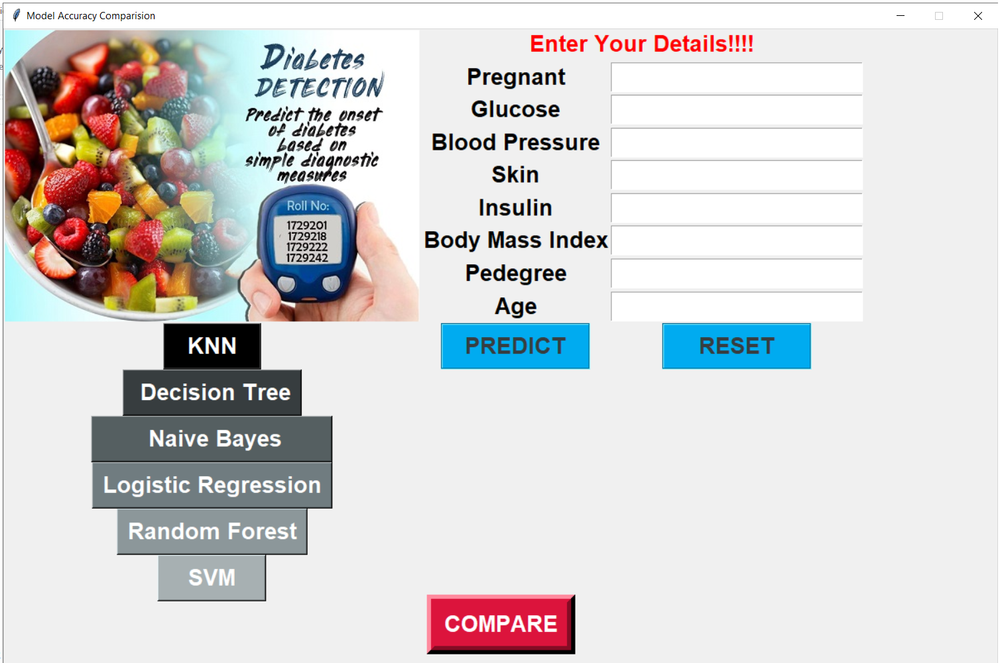 Model Accuracy Comparision
Diabetes
DETECTION
Predict the onset
of diabetes
based on
simple diagnostic
measures
Roll No:
1729201
1729218
1729222
1729242
Enter Your Details!!!!
Pregnant
Glucose
Blood Pressure
Skin
Insulin
Body Mass Index
Pedegree
Age
PREDICT
RESET
KNN
Decision Tree
Naive Bayes
Logistic Regression
Random Forest
SVM
COMPARE